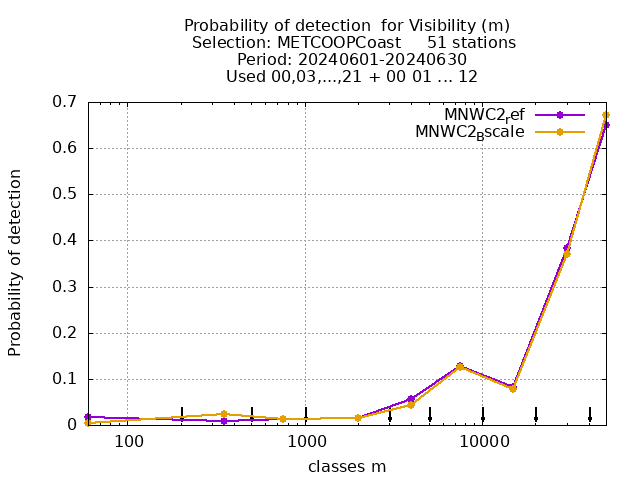 Probability of detection  for Visibility (m)
Selection: METCOOPCoast     51 stations
Period: 20240601-20240630
Used 00,03,...,21 + 00 01 ... 12
MNWC2ref
MNWC2Bscale
0.7
0.6
0.5
0.4
0.3
0.2
0.1
0
Probability of detection
100
1000
10000
classes m